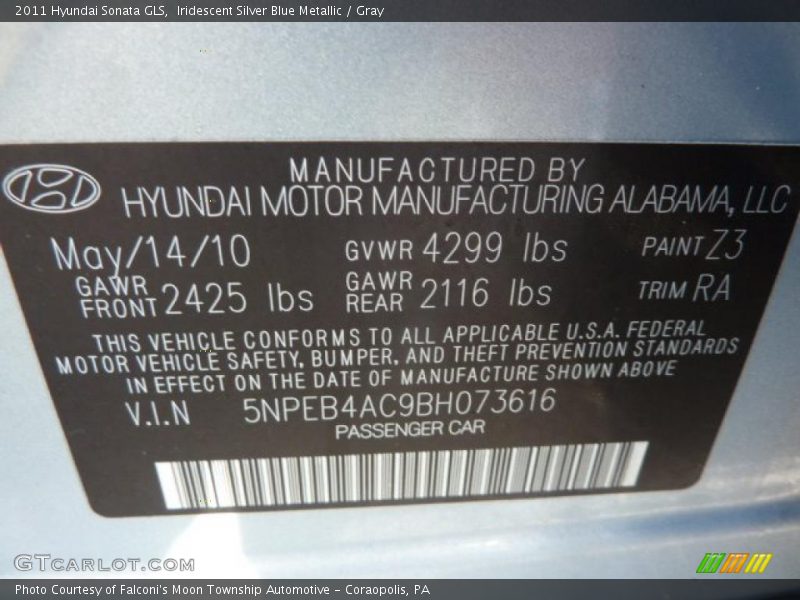 2011 Hyundai Sonata GLS,  Iridescent Silver Blue Metallic / Gray
MANUFACTURED BY
HYUNDAI MOTOR MANUFACTURING ALABAMA, LLC
May/14/10 GVWR 4299 lbs PAINT Z3
GAWR FRONT 2425 lbs GAWR REAR 2116 lbs TRIM RA
THIS VEHICLE CONFORMS TO ALL APPLICABLE U.S.A. FEDERAL
MOTOR VEHICLE SAFETY, BUMPER, AND THEFT PREVENTION STANDARDS
IN EFFECT ON THE DATE OF MANUFACTURE SHOWN ABOVE
V.I.N 5NPEB4AC9BH073616
PASSENGER CAR
GTCARLOT.COM
Photo Courtesy of Falconi's Moon Township Automotive – Coraopolis, PA